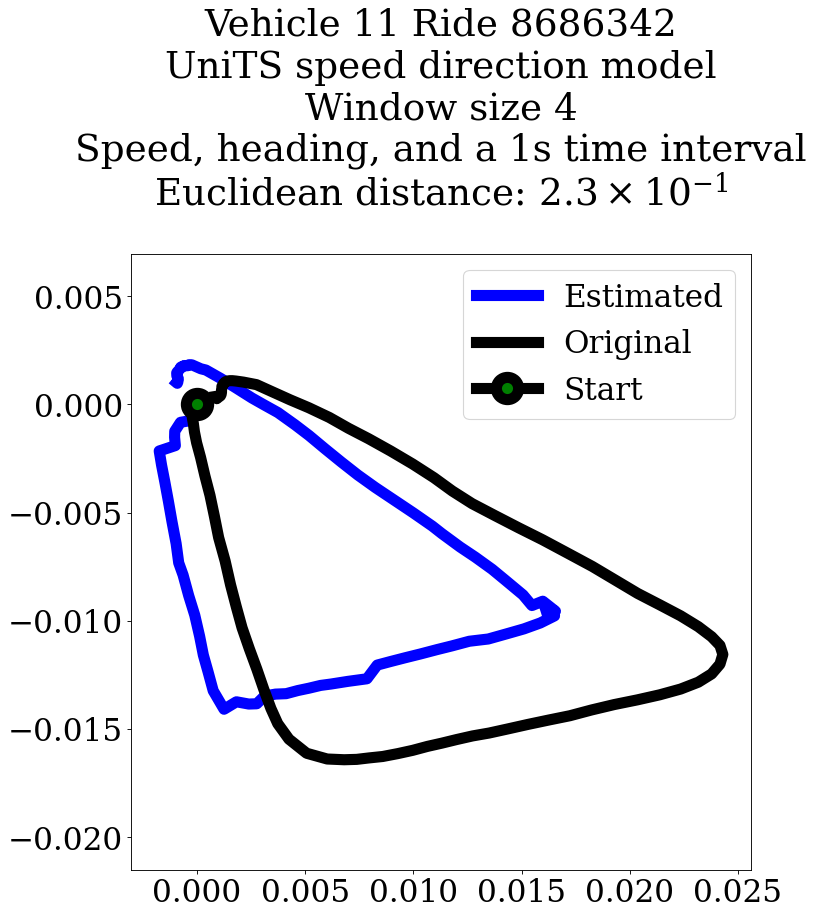 Vehicle 11 Ride 8686342
UniTS speed direction model
Window size 4
Speed, heading, and a 1s time interval
Euclidean distance: 2.3 × 10⁻¹
Estimated
Original
Start
0.005
0.000
−0.005
−0.010
−0.015
−0.020
0.000 0.005 0.010 0.015 0.020 0.025